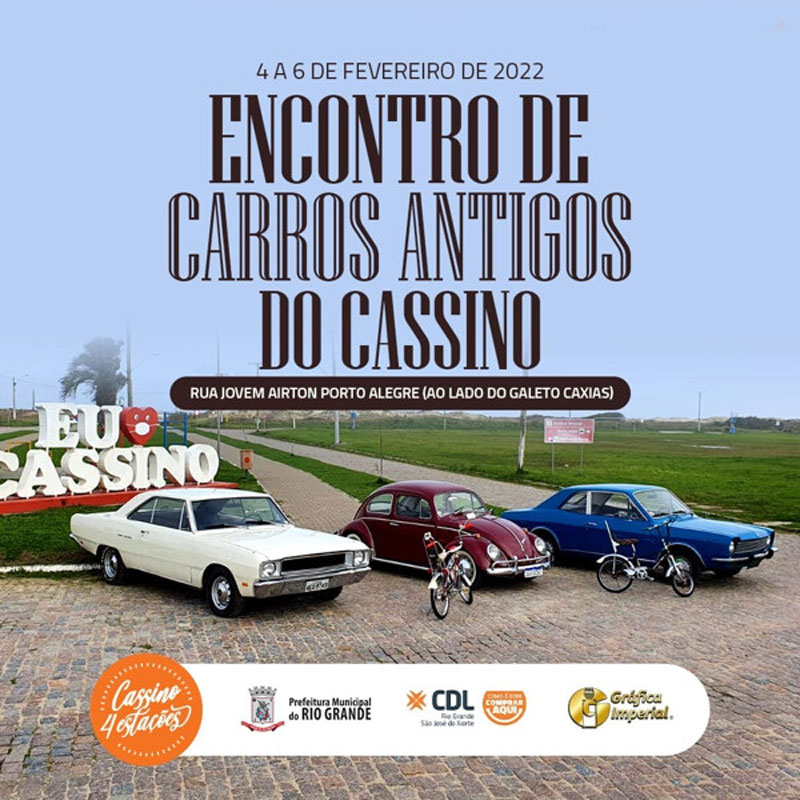 4 A 6 DE FEVEREIRO DE 2022
ENCONTRO DE
CARROS ANTIGOS
DO CASSINO
RUA JOVEM AIRTON PORTO ALEGRE (AO LADO DO GALETO CAXIAS)
EU
CASSINO
Cassino
4 estações
Prefeitura Municipal
do RIO GRANDE
CDL
Rio Grande
São José do Norte
COMO É BOM
COMPRAR
AQUI
Gráfica
Imperial